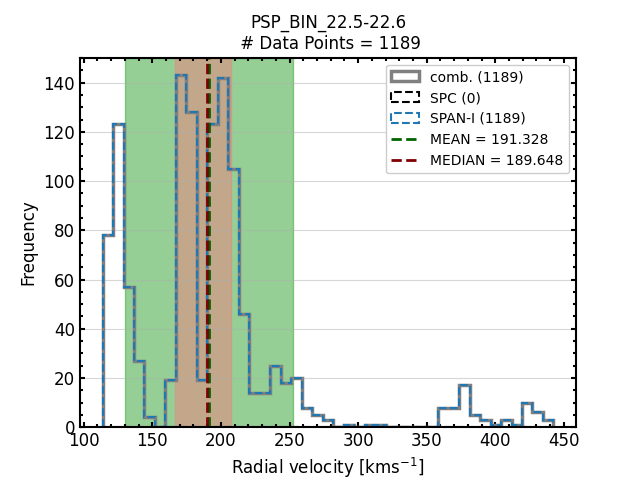 PSP_BIN_22.5-22.6
# Data Points = 1189
comb. (1189)
SPC (0)
SPAN-I (1189)
MEAN = 191.328
MEDIAN = 189.648
Frequency
140
120
100
80
60
40
20
0
100 150 200 250 300 350 400 450
Radial velocity [kms⁻¹]